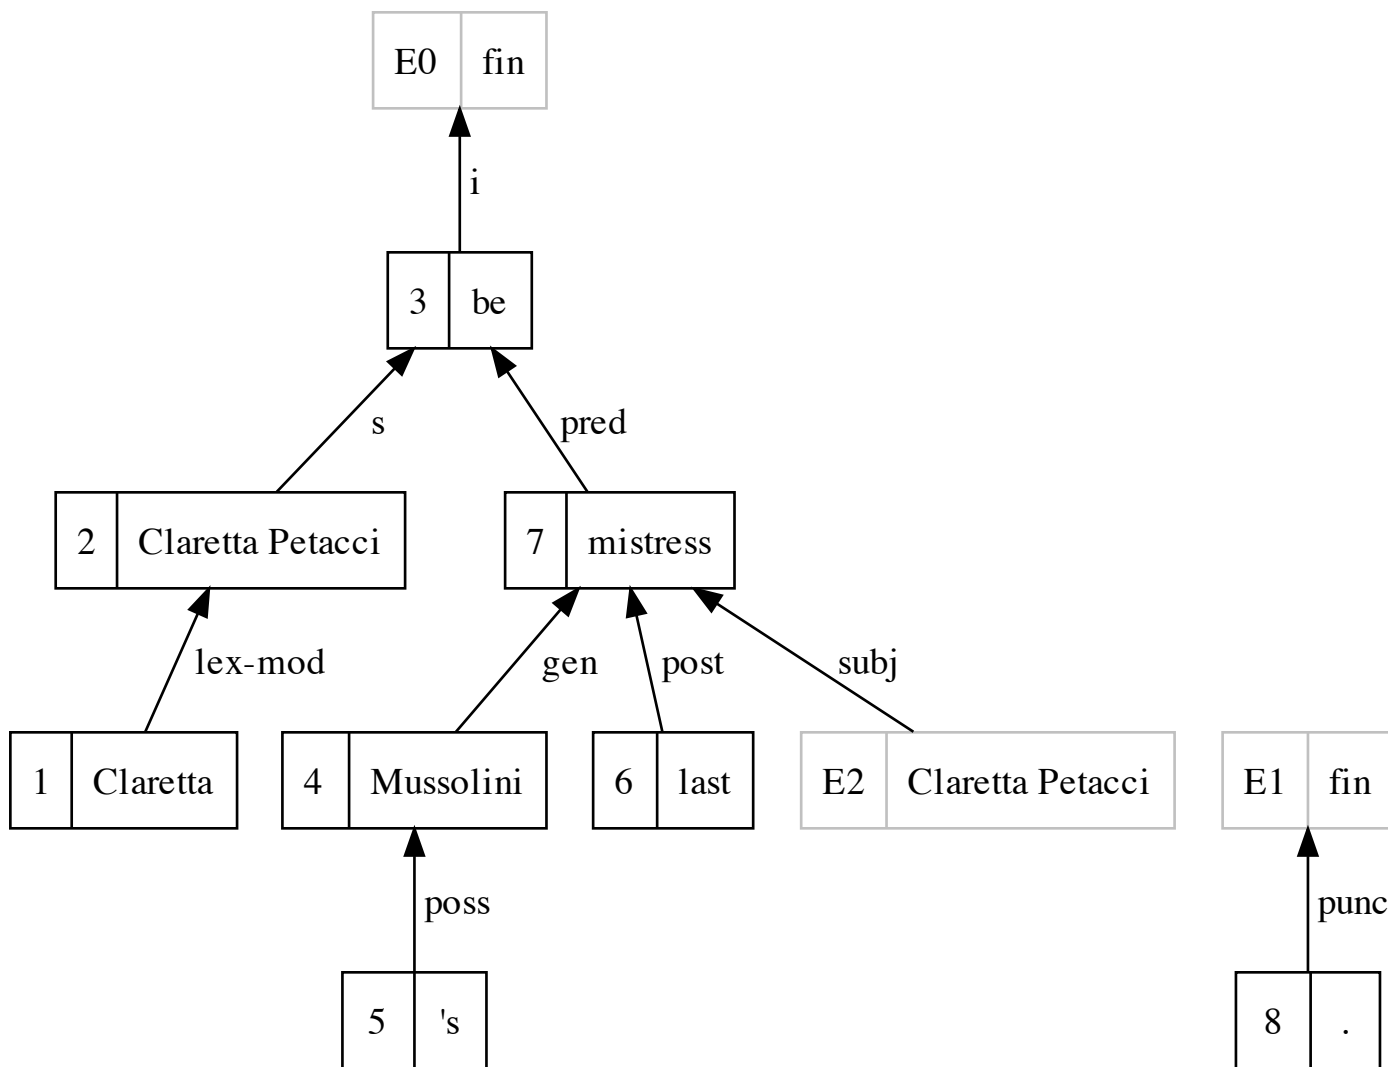 E0 fin
i
3 be
s pred
2 Claretta Petacci 7 mistress
lex-mod gen post subj
1 Claretta 4 Mussolini 6 last E2 Claretta Petacci E1 fin
poss punc
5 's 8 .